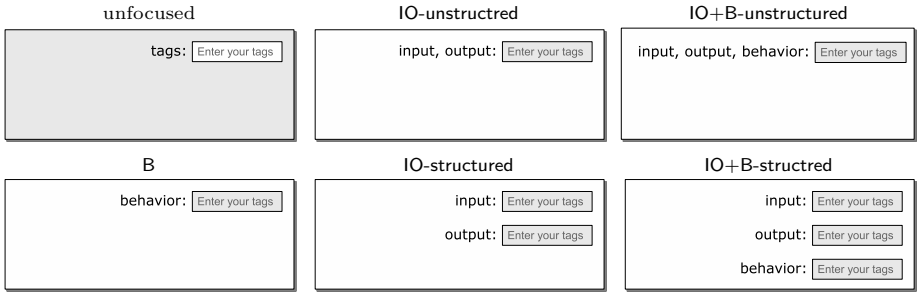 unfocused
tags: Enter your tags
IO-unstructred
input, output: Enter your tags
IO+B-unstructured
input, output, behavior: Enter your tags
B
behavior: Enter your tags
IO-structured
input: Enter your tags
output: Enter your tags
IO+B-structred
input: Enter your tags
output: Enter your tags
behavior: Enter your tags